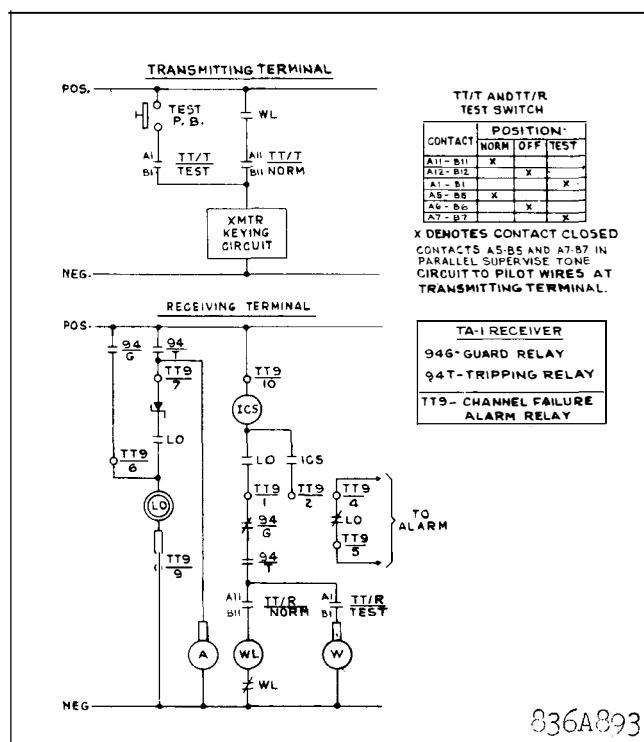 TRANSMITTING TERMINAL
POS.
TEST
P.B.
WL
A1
B1
TT/T
TEST
A11
B11
TT/T
NORM
XMTR
KEYING
CIRCUIT
NEG.
TT/T AND TT/R
TEST SWITCH
CONTACT POSITION
NORM OFF TEST
A11-B11 X
A12-B12 X
A1-B1 X
A5-B5 X
A6-B6 X
A7-B7 X
X DENOTES CONTACT CLOSED
CONTACTS A5-B5 AND A7-B7 IN
PARALLEL SUPERVISE TONE
CIRCUIT TO PILOT WIRES AT
TRANSMITTING TERMINAL.
RECEIVING TERMINAL
POS.
94
G
94
T
TT9
7
TT9
10
ICS
LO
LO
ICS
TT9
6
TT9
1
TT9
2
TT9
4
LO
94
G
LO
TT9
5
TO
ALARM
94
T
TT9
9
A11
B11
TT/R
NORM
A1
B1
TT/R
TEST
A
WL
W
WL
NEG
TA-1 RECEIVER
94G-GUARD RELAY
94T-TRIPPING RELAY
TT9- CHANNEL FAILURE
ALARM RELAY
836A893